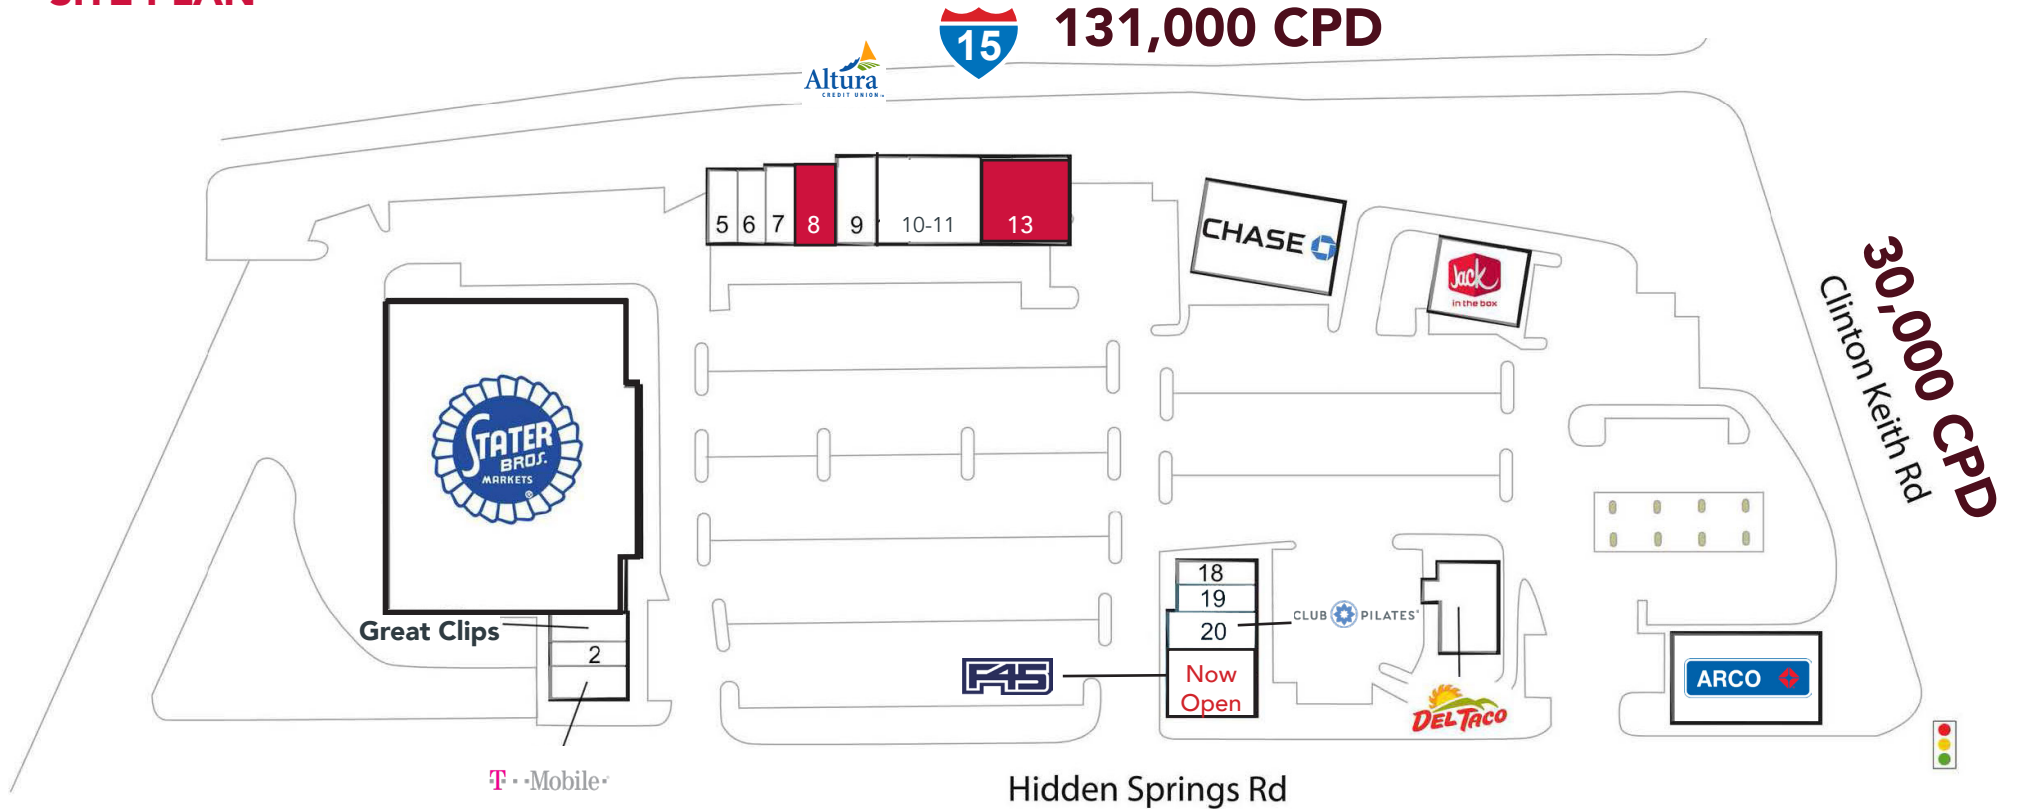 SITE PLAN
15
131,000 CPD
Altura
CREDIT UNION
5
6
7
8
9
10-11
13
CHASE
Jack
in the box
30,000 CPD
Clinton Keith Rd
STATER
BROS.
MARKETS
®
Great Clips
2
18
19
20
CLUB PILATES
F45
Now
Open
DEL TACO
ARCO
T··Mobile·
Hidden Springs Rd